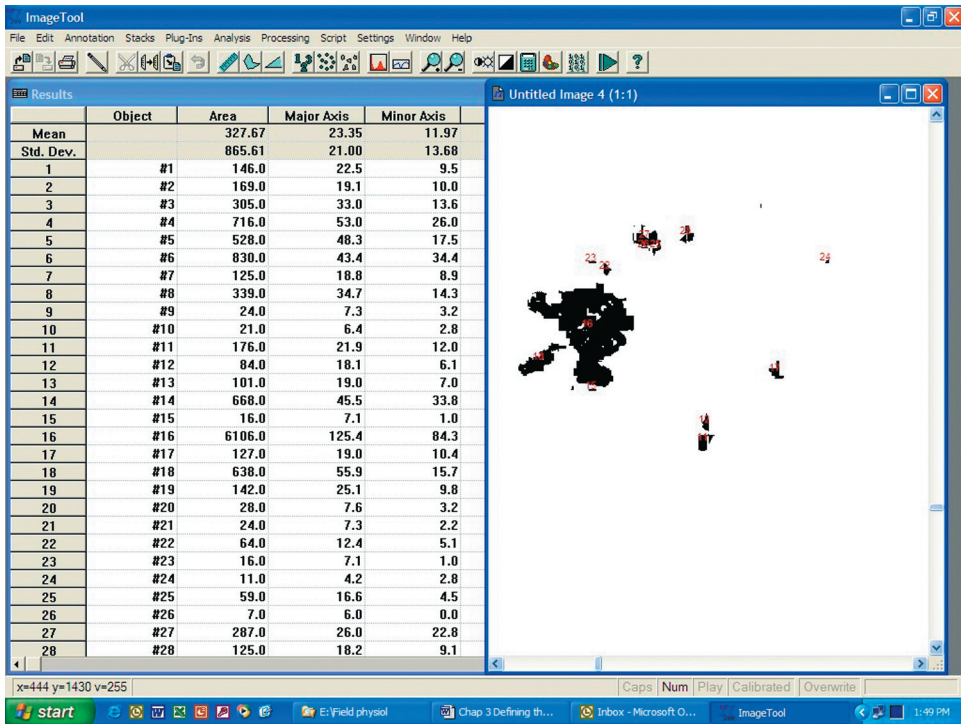 ImageTool
File Edit Annotation Stacks Plug-Ins Analysis Processing Script Settings Window Help
Results
Object Area Major Axis Minor Axis
Mean 327.67 23.35 11.97
Std. Dev. 865.61 21.00 13.68
1 #1 146.0 22.5 9.5
2 #2 169.0 19.1 10.0
3 #3 305.0 33.0 13.6
4 #4 716.0 53.0 26.0
5 #5 528.0 48.3 17.5
6 #6 830.0 43.4 34.4
7 #7 125.0 18.8 8.9
8 #8 339.0 34.7 14.3
9 #9 24.0 7.3 3.2
10 #10 21.0 6.4 2.8
11 #11 176.0 21.9 12.0
12 #12 84.0 18.1 6.1
13 #13 101.0 19.0 7.0
14 #14 668.0 45.5 33.8
15 #15 16.0 7.1 1.0
16 #16 6106.0 125.4 84.3
17 #17 127.0 19.0 10.4
18 #18 638.0 55.9 15.7
19 #19 142.0 25.1 9.8
20 #20 28.0 7.6 3.2
21 #21 24.0 7.3 2.2
22 #22 64.0 12.4 5.1
23 #23 16.0 7.1 1.0
24 #24 11.0 4.2 2.8
25 #25 59.0 16.6 4.5
26 #26 7.0 6.0 0.0
27 #27 287.0 26.0 22.8
28 #28 125.0 18.2 9.1
Untitled Image 4 (1:1)
23
22
24
16
x=444 y=1430 v=255
Caps Num Play Calibrated Overwrite
start
E:\Field physiol
Chap 3 Defining th...
Inbox - Microsoft O...
ImageTool
1:49 PM